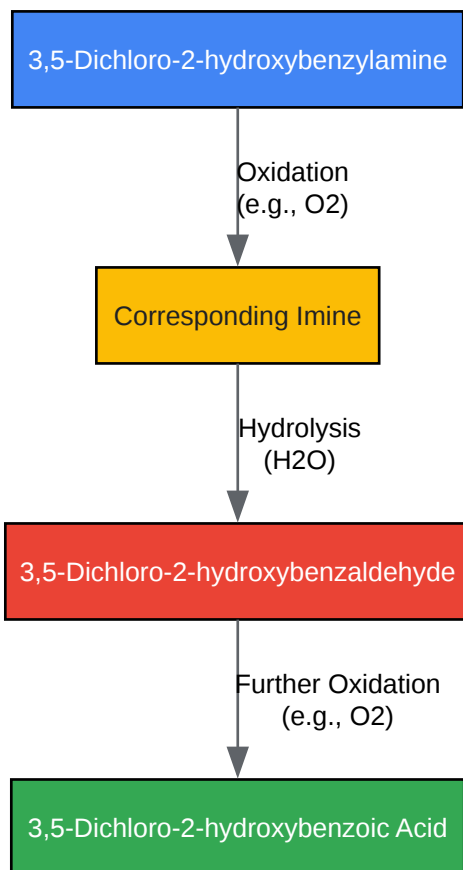 3,5-Dichloro-2-hydroxybenzylamine
Oxidation
(e.g., O2)
Corresponding Imine
Hydrolysis
(H2O)
3,5-Dichloro-2-hydroxybenzaldehyde
Further Oxidation
(e.g., O2)
3,5-Dichloro-2-hydroxybenzoic Acid